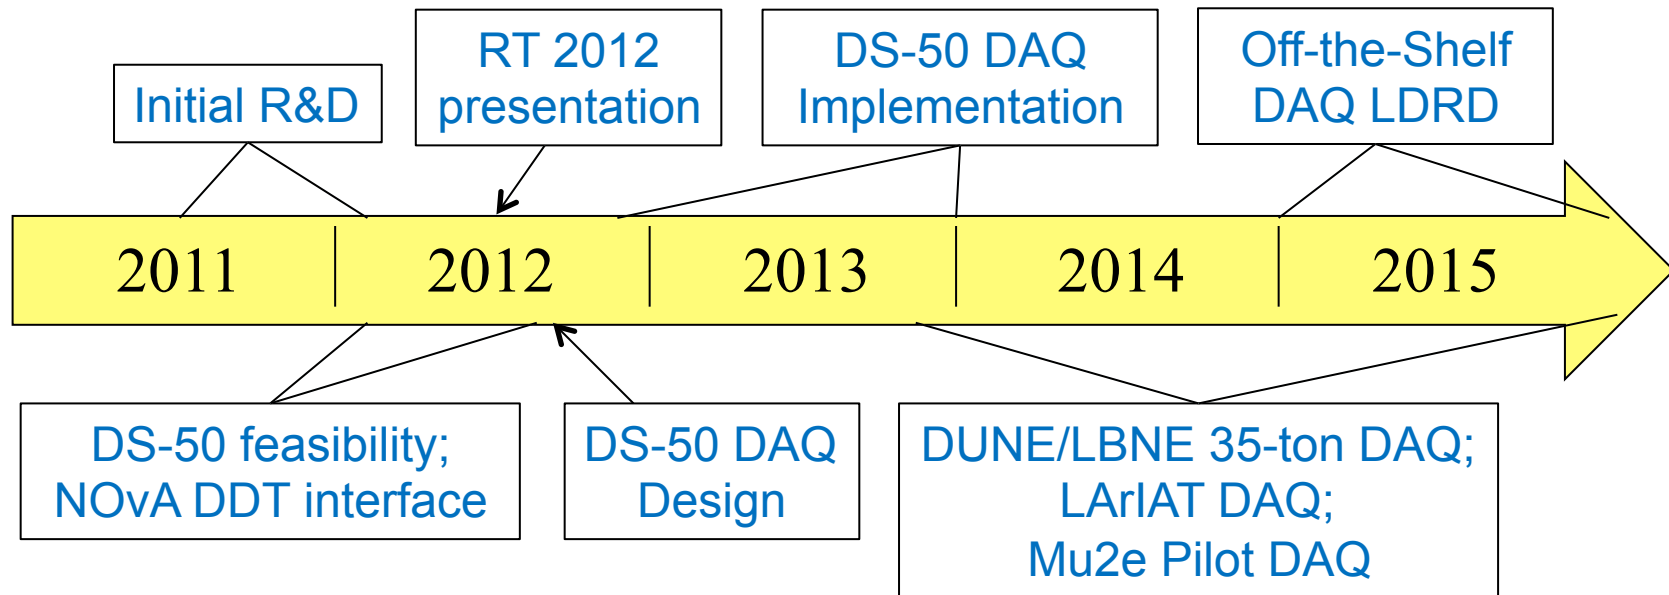 Initial R&D
RT 2012
presentation
DS-50 DAQ
Implementation
Off-the-Shelf
DAQ LDRD
2011
2012
2013
2014
2015
DS-50 feasibility;
NOvA DDT interface
DS-50 DAQ
Design
DUNE/LBNE 35-ton DAQ;
LArIAT DAQ;
Mu2e Pilot DAQ